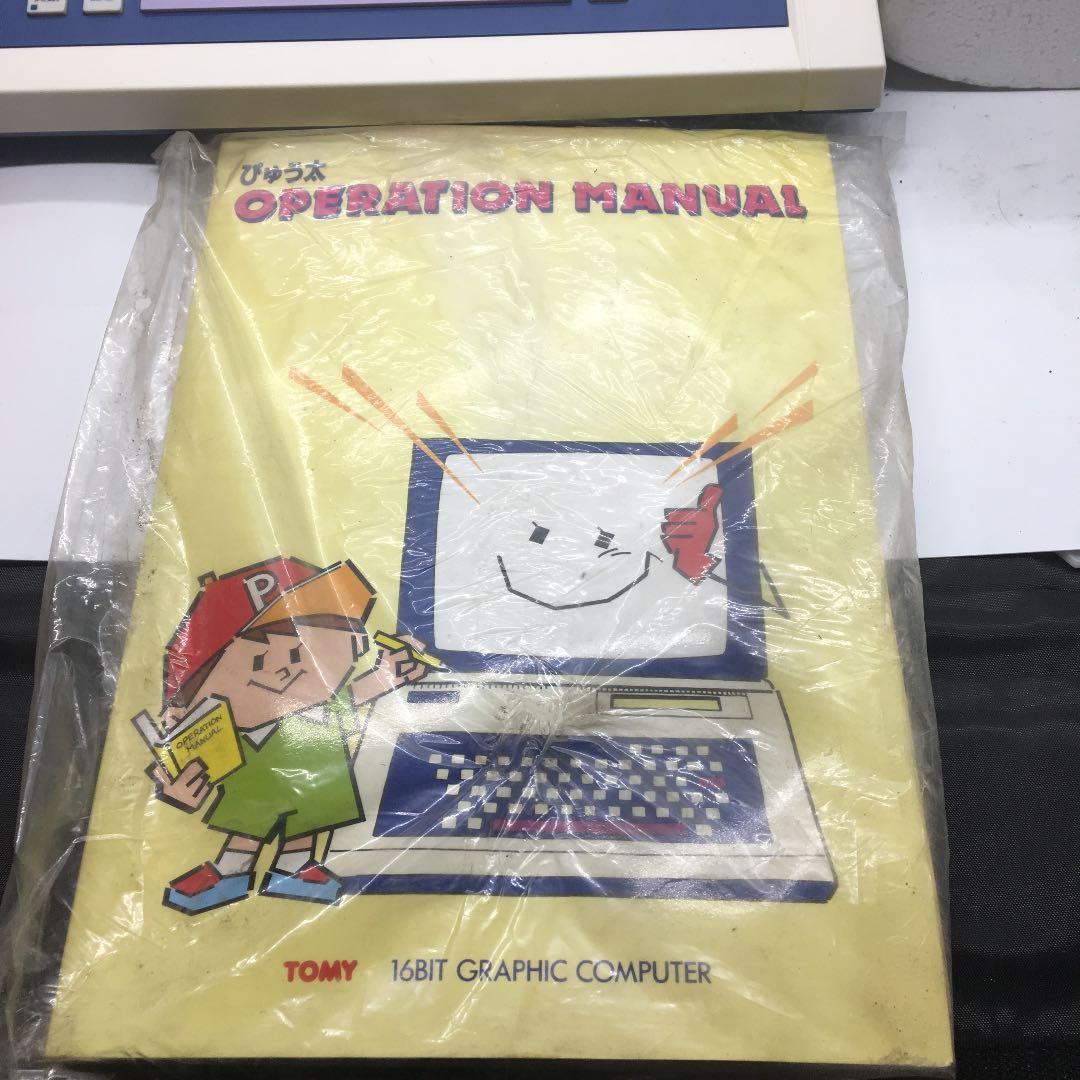 ぴゅう太
OPERATION MANUAL
P
OPERATION
MANUAL
TOMY 16BIT GRAPHIC COMPUTER